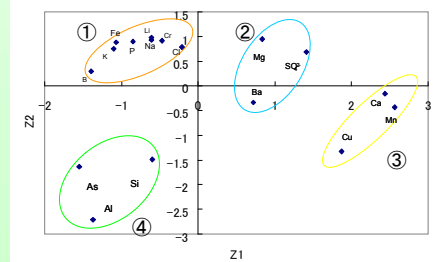 2
① Fe Li Cr ②
K P Na Cl
B
1.5
1
0.5
Mg SO₄²⁻
Ba
-2 -1 0 1 2 3
Z2
-0.5
-1
-1.5
-2
-2.5
-3
Ca
Mn
Cu
③
As Si
Al
④
Z1